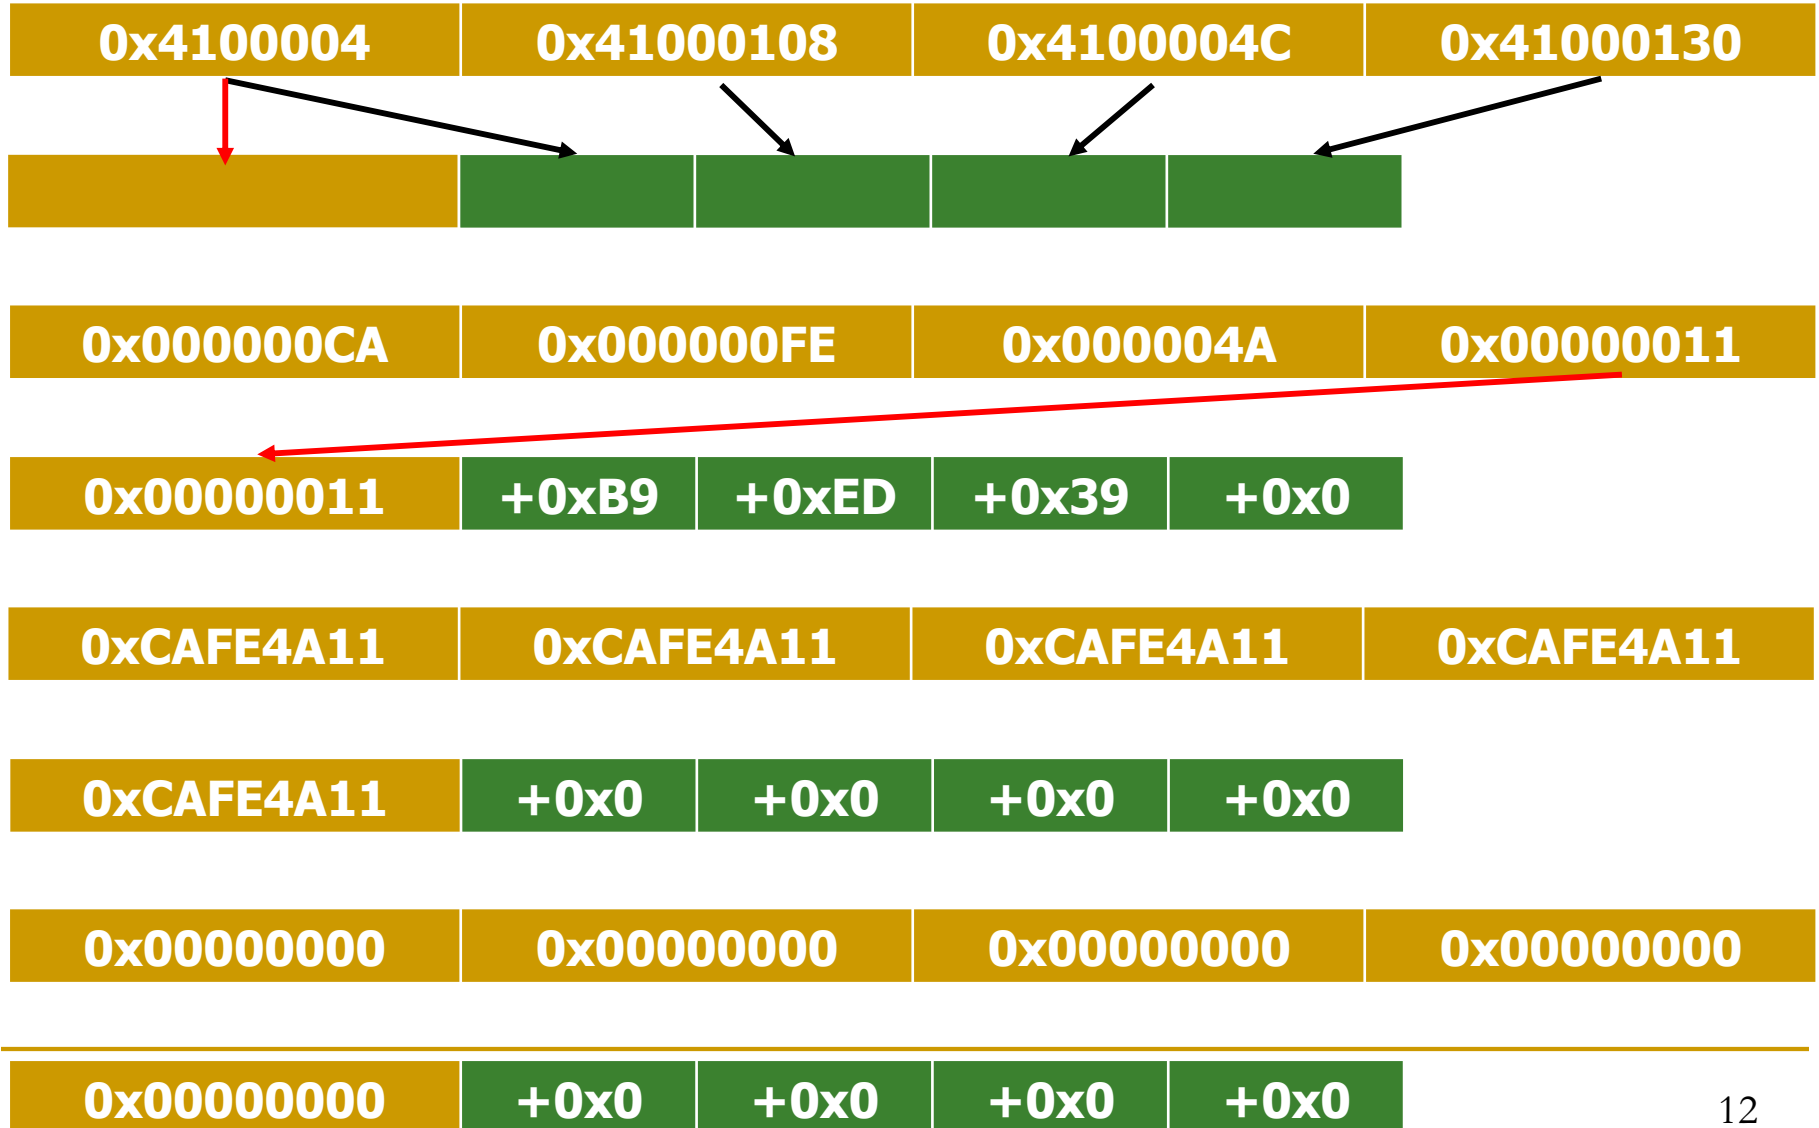 0x4100004 0x41000108 0x4100004C 0x41000130
0x000000CA 0x000000FE 0x000004A 0x00000011
0x00000011 +0xB9 +0xED +0x39 +0x0
0xCAFE4A11 0xCAFE4A11 0xCAFE4A11 0xCAFE4A11
0xCAFE4A11 +0x0 +0x0 +0x0 +0x0
0x00000000 0x00000000 0x00000000 0x00000000
0x00000000 +0x0 +0x0 +0x0 +0x0
12